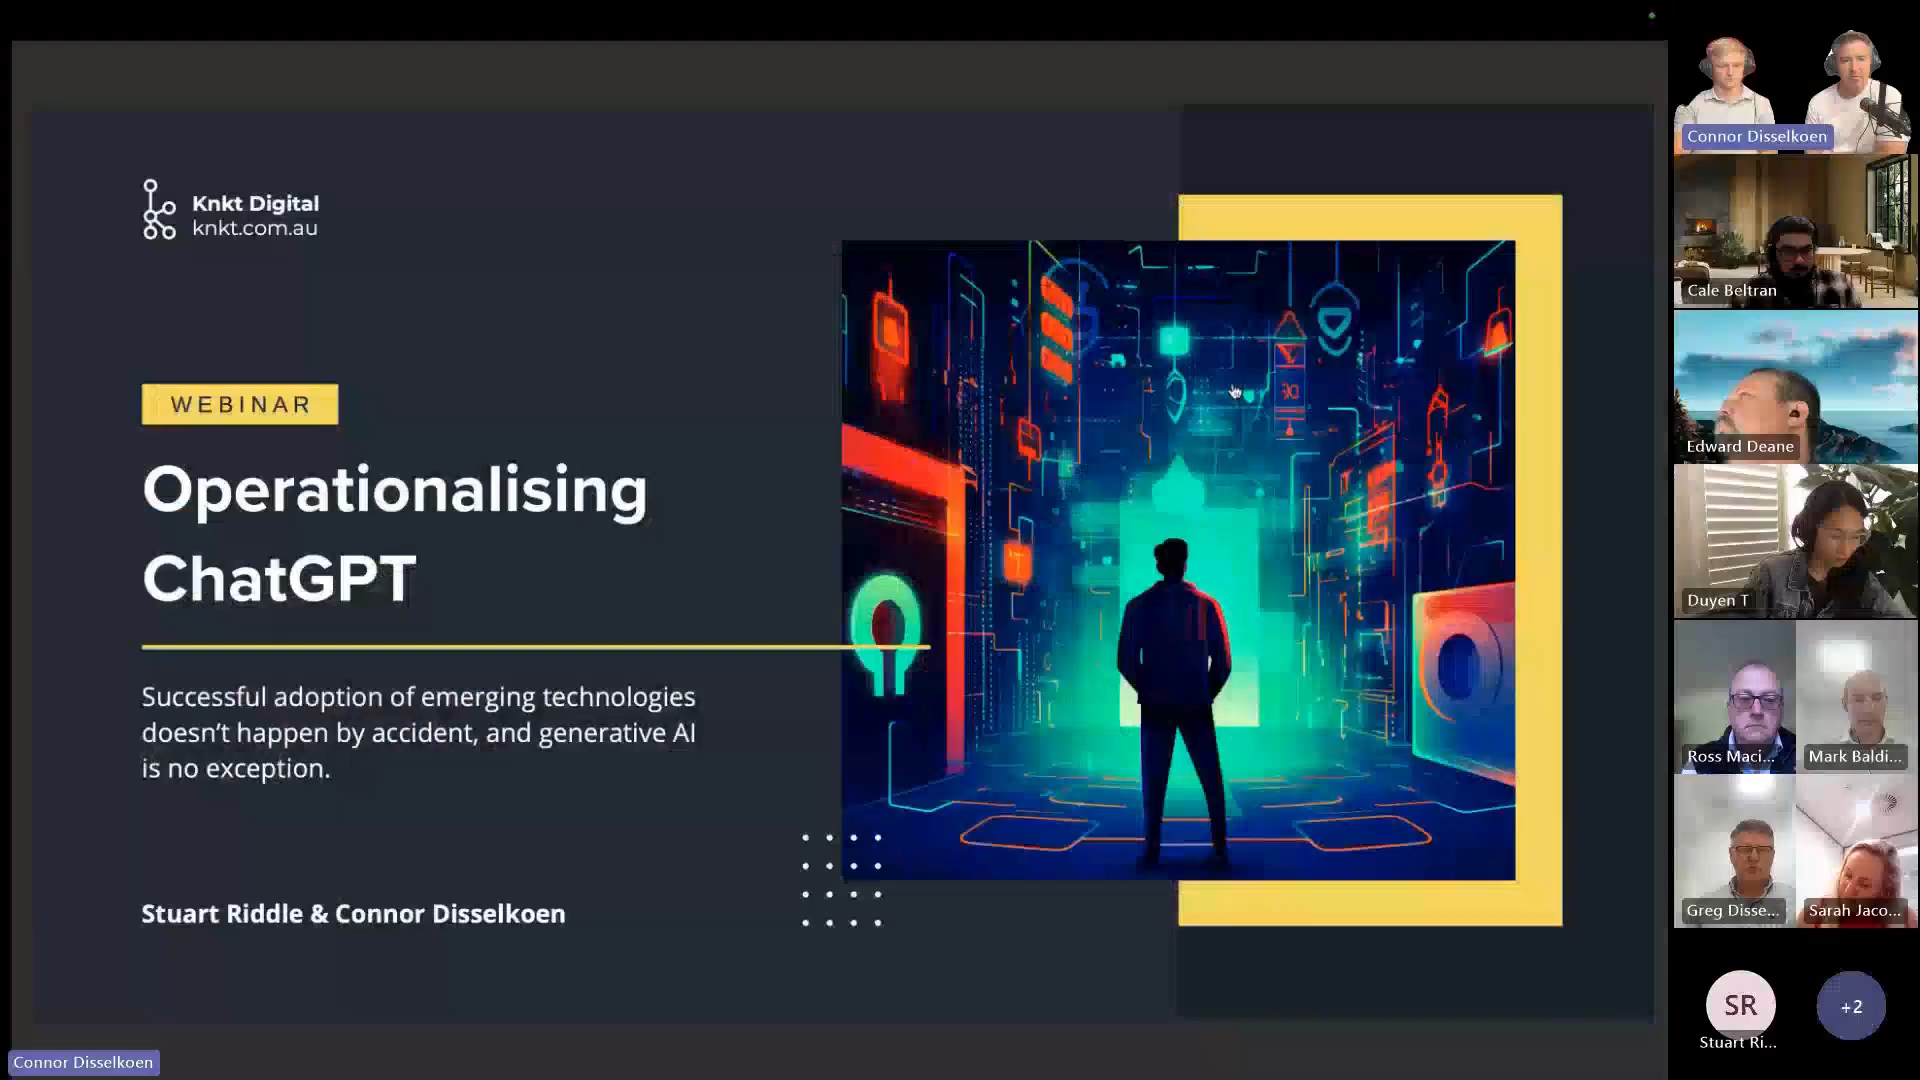 Knkt Digital
knkt.com.au
WEBINAR
Operationalising
ChatGPT
Successful adoption of emerging technologies
doesn't happen by accident, and generative AI
is no exception.
Stuart Riddle & Connor Disselkoen
Connor Disselkoen
Connor Disselkoen
Cale Beltran
Edward Deane
Duyen T
Ross Maci...
Mark Baldi...
Greg Disse...
Sarah Jaco...
SR
+2
Stuart Ri...